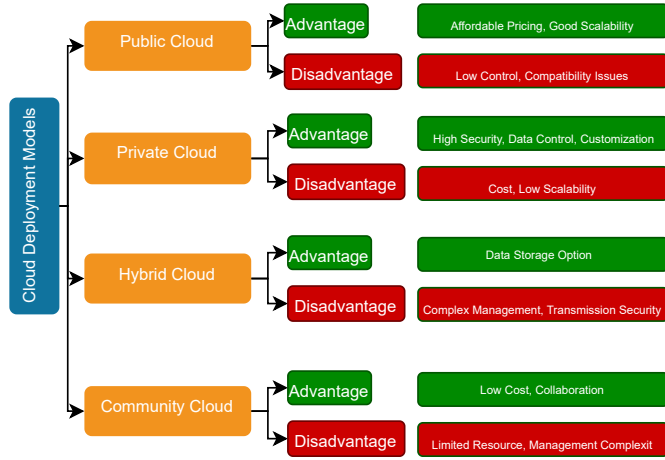 Cloud Deployment Models
Public Cloud
Advantage
Affordable Pricing, Good Scalability
Disadvantage
Low Control, Compatibility Issues
Private Cloud
Advantage
High Security, Data Control, Customization
Disadvantage
Cost, Low Scalability
Hybrid Cloud
Advantage
Data Storage Option
Disadvantage
Complex Management, Transmission Security
Community Cloud
Advantage
Low Cost, Collaboration
Disadvantage
Limited Resource, Management Complexit